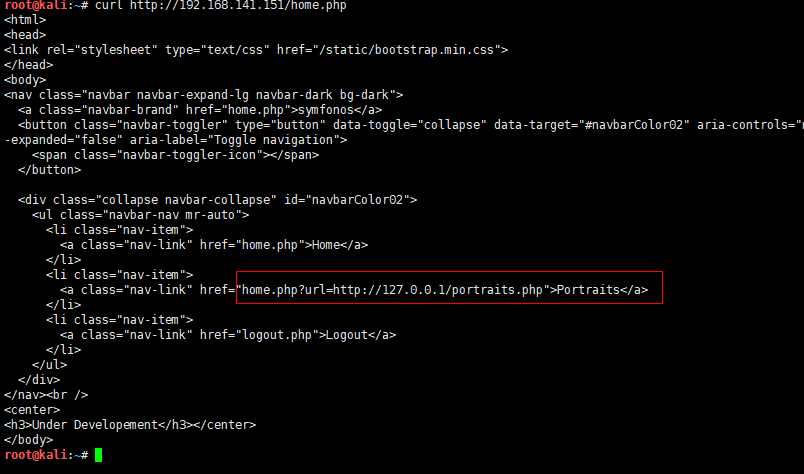 root@kali:~# curl http://192.168.141.151/home.php
<html>
<head>
<link rel="stylesheet" type="text/css" href="/static/bootstrap.min.css">
</head>
<body>
<nav class="navbar navbar-expand-lg navbar-dark bg-dark">
  <a class="navbar-brand" href="home.php">symfonos</a>
  <button class="navbar-toggler" type="button" data-toggle="collapse" data-target="#navbarColor02" aria-controls="
-expanded="false" aria-label="Toggle navigation">
    <span class="navbar-toggler-icon"></span>
  </button>

  <div class="collapse navbar-collapse" id="navbarColor02">
    <ul class="navbar-nav mr-auto">
      <li class="nav-item">
        <a class="nav-link" href="home.php">Home</a>
      </li>
      <li class="nav-item">
        <a class="nav-link" href="home.php?url=http://127.0.0.1/portraits.php">Portraits</a>
      </li>
      <li class="nav-item">
        <a class="nav-link" href="logout.php">Logout</a>
      </li>
    </ul>
  </div>
</nav><br />
<center>
<h3>Under Developement</h3></center>
</body>
root@kali:~#